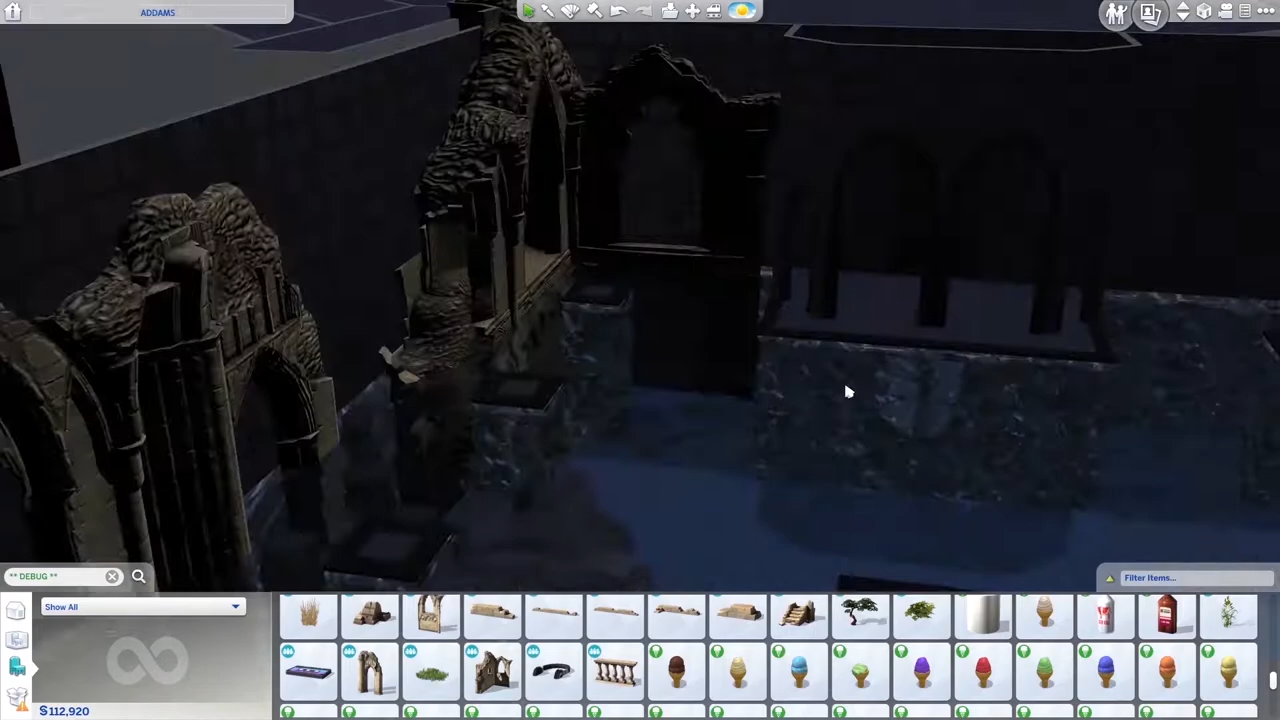 ADDAMS
** DEBUG **
Filter Items...
Show All
$112,920